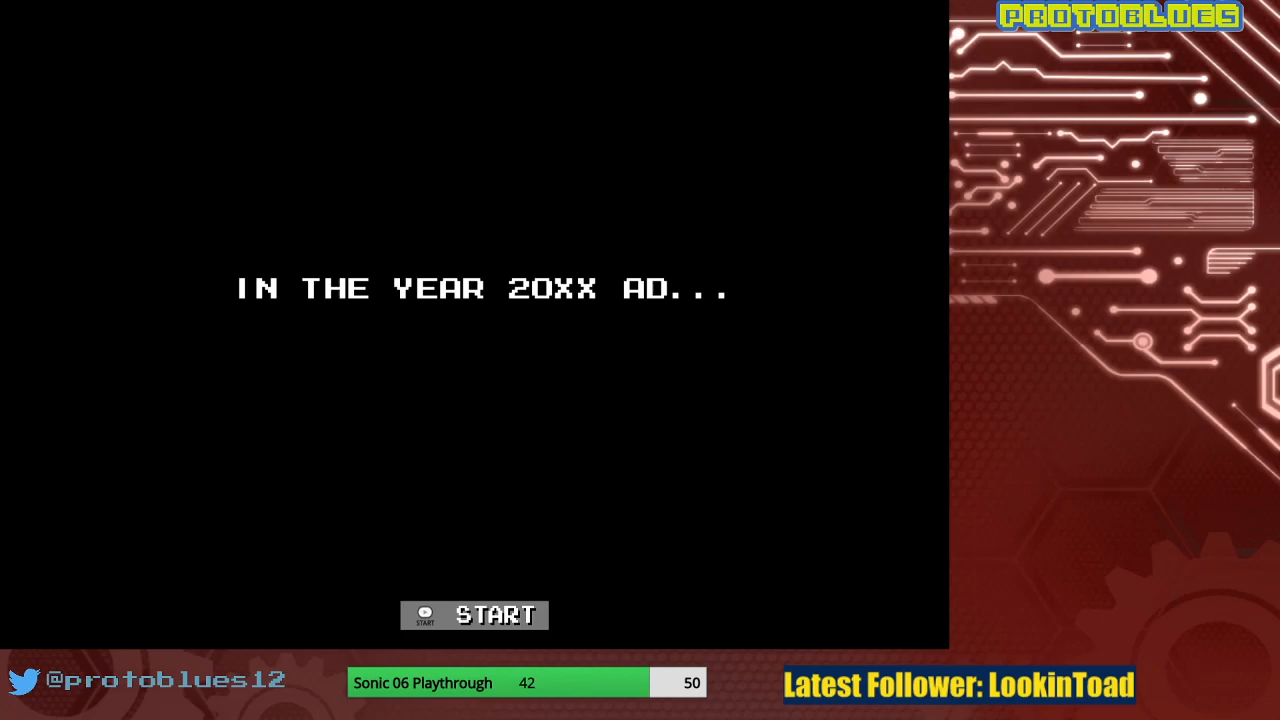 PROTOBLUES
IN THE YEAR 20XX AD...
START START
@protoblues12
Sonic 06 Playthrough 42 50
Latest Follower: LookinToad